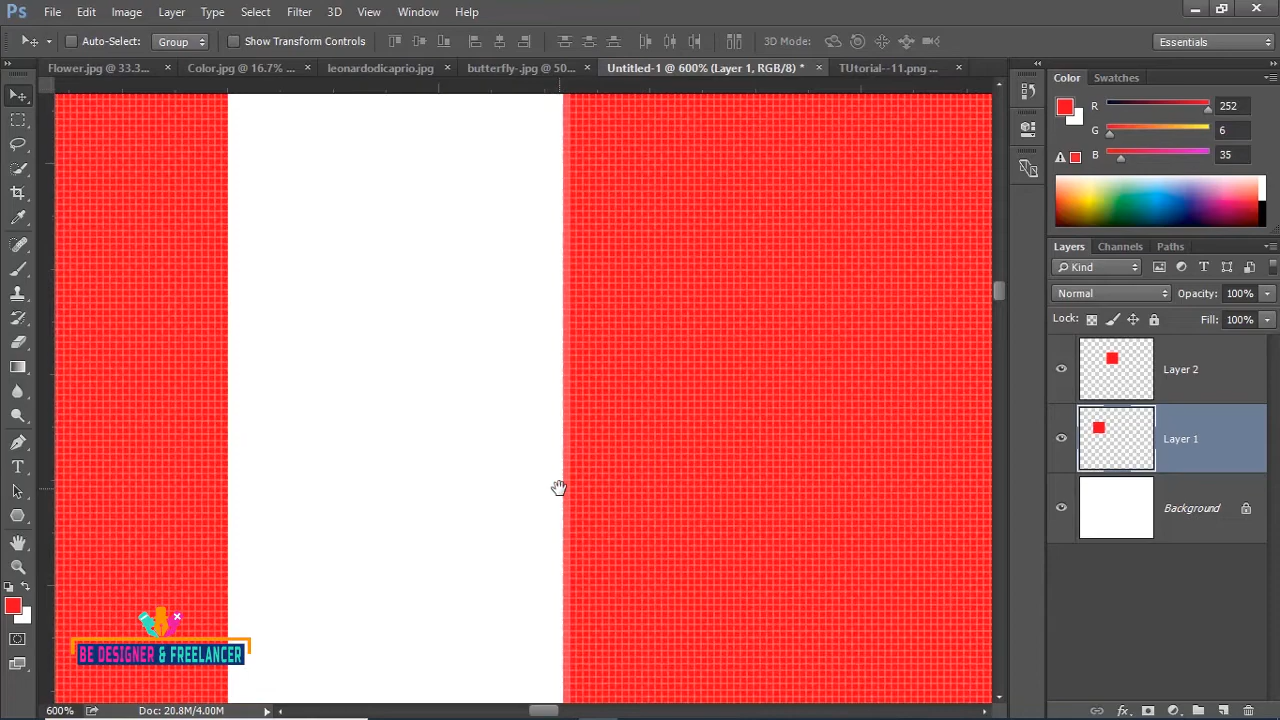 Ps File Edit Image Layer Type Select Filter 3D View Window Help
Auto-Select: Group Show Transform Controls 3D Mode: Essentials
Flower.jpg @ 33.3... × Color.jpg @ 16.7% ... × leonardodicaprio.jpg × butterfly-.jpg @ 50... × Untitled-1 @ 600% (Layer 1, RGB/8) * × TUtorial--11.png ... ×
Color Swatches
R 252
G 6
B 35
Layers Channels Paths
Kind
Normal Opacity: 100%
Lock: Fill: 100%
Layer 2
Layer 1
Background
BE DESIGNER & FREELANCER
600% Doc: 20.8M/4.00M